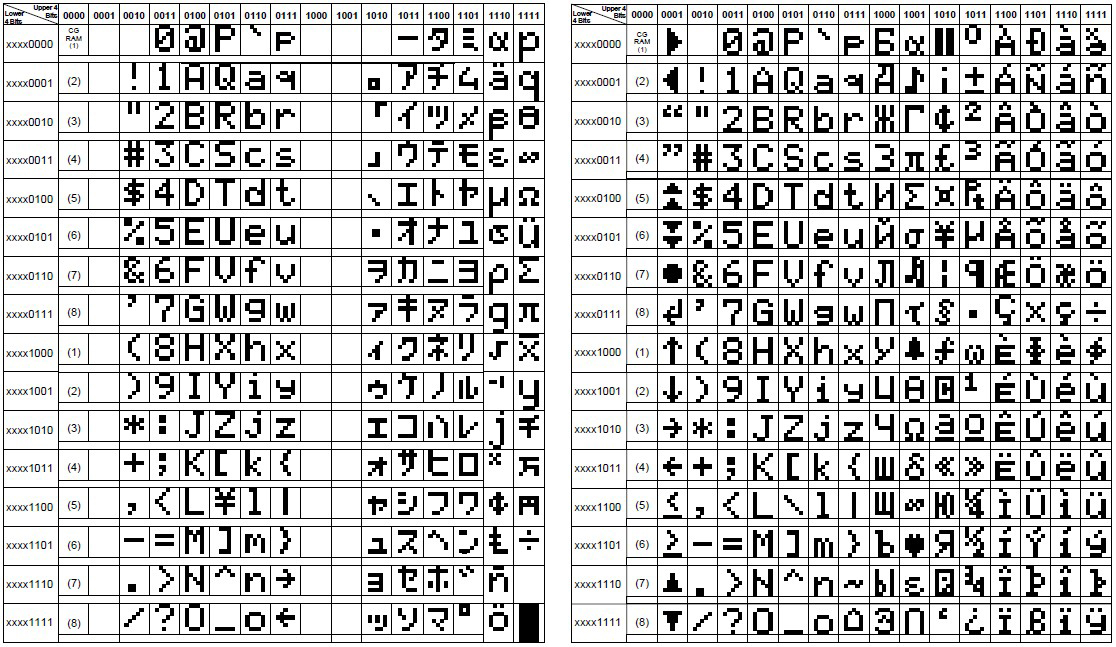 Upper 4 Bits Lower 4 Bits 0000 0001 0010 0011 0100 0101 0110 0111 1000 1001 1010 1011 1100 1101 1110 1111
xxxx0000 CG RAM (1) 0 @ P ` p ー タ ミ α p
xxxx0001 (2) ! 1 A Q a q 。 ア チ ム ä q
xxxx0010 (3) " 2 B R b r 「 イ ツ メ β θ
xxxx0011 (4) # 3 C S c s 」 ウ テ モ ε ∞
xxxx0100 (5) $ 4 D T d t 、 エ ト ヤ μ Ω
xxxx0101 (6) % 5 E U e u ・ オ ナ ユ σ ü
xxxx0110 (7) & 6 F V f v ヲ カ ニ ヨ ρ Σ
xxxx0111 (8) ' 7 G W g w ァ キ ヌ ラ g π
xxxx1000 (1) ( 8 H X h x ィ ク ネ リ √ x̄
xxxx1001 (2) ) 9 I Y i y ゥ ケ ノ ル ⁻¹ y
xxxx1010 (3) * : J Z j z ェ コ ハ レ j 千
xxxx1011 (4) + ; K [ k { ォ サ ヒ ロ ˣ 万
xxxx1100 (5) , < L ¥ l | ャ シ フ ワ ¢ 円
xxxx1101 (6) - = M ] m } ュ ス ヘ ン £ ÷
xxxx1110 (7) . > N ^ n → ョ セ ホ ゛ ñ
xxxx1111 (8) / ? O _ o ← ッ ソ マ ゜ ö █
Upper 4 Bits Lower 4 Bits 0000 0001 0010 0011 0100 0101 0110 0111 1000 1001 1010 1011 1100 1101 1110 1111
xxxx0000 CG RAM (1) ► 0 @ P ` p Б α ▐▐ ° À Ð à ð
xxxx0001 (2) ◄ ! 1 A Q a q Д ♪ ¡ ± Á Ñ á ñ
xxxx0010 (3) “ " 2 B R b r Ж Γ ¢ ² Â Ò â ò
xxxx0011 (4) ” # 3 C S c s З π £ ³ Ã Ó ã ó
xxxx0100 (5) ⏫ $ 4 D T d t И Σ ¤ ₧ Ä Ô ä ô
xxxx0101 (6) ⏬ % 5 E U e u Й σ ¥ µ Å Õ å õ
xxxx0110 (7) ● & 6 F V f v Л ♬ ¦ ¶ Æ Ö æ ö
xxxx0111 (8) ↲ ' 7 G W g w П τ § · Ç × ç ÷
xxxx1000 (1) ↑ ( 8 H X h x У 🔔 ƒ ω È Φ è φ
xxxx1001 (2) ↓ ) 9 I Y i y Ц θ © ¹ É Ù é ù
xxxx1010 (3) → * : J Z j z Ч Ω ª º Ê Ú ê ú
xxxx1011 (4) ← + ; K [ k { Ш δ « » Ë Û ë û
xxxx1100 (5) ≤ , < L \ l | Щ ∞ Ю ¼ Ì Ü ì ü
xxxx1101 (6) ≥ - = M ] m } Ъ ♥ Я ½ Í Ý í ý
xxxx1110 (7) ▲ . > N ^ n ~ Ы ε ® ¾ Î Þ î þ
xxxx1111 (8) ▼ / ? O _ o ⌂ Э ∩ ‘ ¿ Ï ß ï ÿ